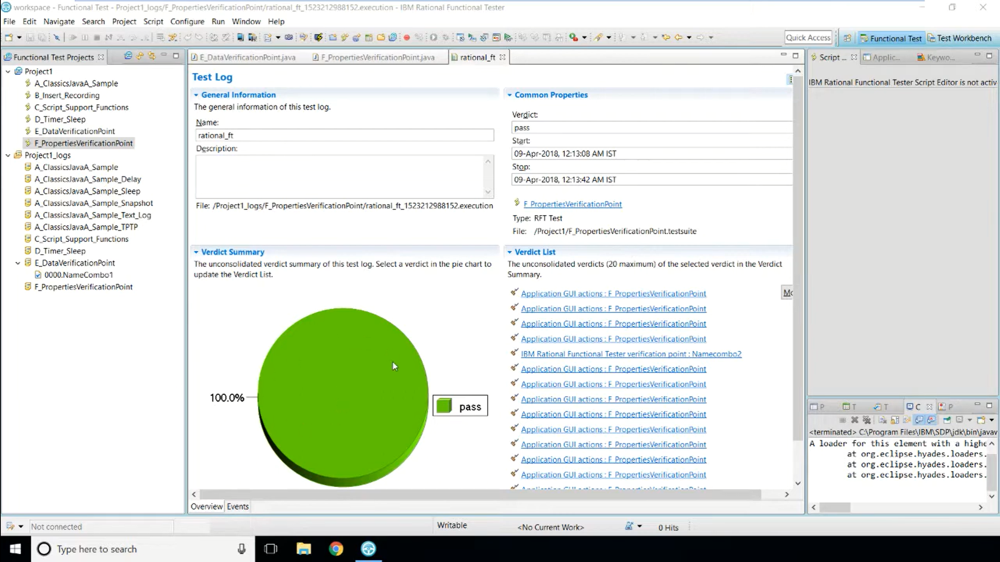 workspace - Functional Test - Project1_logs/F_PropertiesVerificationPoint/rational_ft_1523212988152.execution - IBM Rational Functional Tester
File Edit Navigate Search Project Script Configure Run Window Help
Quick Access
Functional Test
Test Workbench
Functional Test Projects
Project1
A_ClassicsJavaA_Sample
B_Insert_Recording
C_Script_Support_Functions
D_Timer_Sleep
E_DataVerificationPoint
F_PropertiesVerificationPoint
Project1_logs
A_ClassicsJavaA_Sample
A_ClassicsJavaA_Sample_Delay
A_ClassicsJavaA_Sample_Sleep
A_ClassicsJavaA_Sample_Snapshot
A_ClassicsJavaA_Sample_Text_Log
A_ClassicsJavaA_Sample_TPTP
C_Script_Support_Functions
D_Timer_Sleep
E_DataVerificationPoint
0000.NameCombo1
F_PropertiesVerificationPoint
E_DataVerificationPoint.java
F_PropertiesVerificationPoint.java
rational_ft
Test Log
General Information
The general information of this test log.
Name:
rational_ft
Description:
File: /Project1_logs/F_PropertiesVerificationPoint/rational_ft_1523212988152.execution
Common Properties
Verdict:
pass
Start:
09-Apr-2018, 12:13:08 AM IST
Stop:
09-Apr-2018, 12:13:42 AM IST
F_PropertiesVerificationPoint
Type: RFT Test
File: /Project1/F_PropertiesVerificationPoint.testsuite
Verdict Summary
The unconsolidated verdict summary of this test log. Select a verdict in the pie chart to
update the Verdict List.
100.0%
pass
Verdict List
The unconsolidated verdicts (20 maximum) of the selected verdict in the Verdict
Summary.
Mo
Application GUI actions : F_PropertiesVerificationPoint
Application GUI actions : F_PropertiesVerificationPoint
Application GUI actions : F_PropertiesVerificationPoint
Application GUI actions : F_PropertiesVerificationPoint
IBM Rational Functional Tester verification point : Namecombo2
Application GUI actions : F_PropertiesVerificationPoint
Application GUI actions : F_PropertiesVerificationPoint
Application GUI actions : F_PropertiesVerificationPoint
Application GUI actions : F_PropertiesVerificationPoint
Application GUI actions : F_PropertiesVerificationPoint
Application GUI actions : F_PropertiesVerificationPoint
Application GUI actions : F_PropertiesVerificationPoint
Application GUI actions : F_PropertiesVerificationPoint
Overview Events
Script ...
Applic...
Keywo...
IBM Rational Functional Tester Script Editor is not activ
P T T C P
<terminated> C:\Program Files\IBM\SDP\jdk\bin\javav
A loader for this element with a highe
at org.eclipse.hyades.loaders.
at org.eclipse.hyades.loaders.
at org.eclipse.hyades.loaders.
Not connected
Writable
<No Current Work>
0 Hits
Type here to search